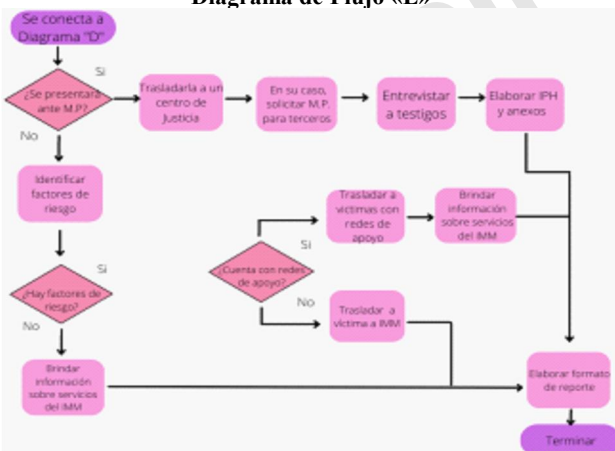 Diagrama de Flujo «E»
Se conecta a
Diagrama "D"
Si
¿Se presentará
ante M.P?
Trasladarla a un
centro de
Justicia
En su caso,
solicitar M.P.
para terceros
Entrevistar
a testigos
Elaborar IPH
y anexos
No
Identificar
factores de
riesgo
Trasladar a
victimas con
redes de
apoyo
Brindar
información
sobre servicios
del IMM
Si
¿Cuenta con redes
de apoyo?
No
Trasladar a
víctima a IMM
Si
¿Hay factores de
riesgo?
No
Brindar
información
sobre servicios
del IMM
Elaborar formato
de reporte
Terminar